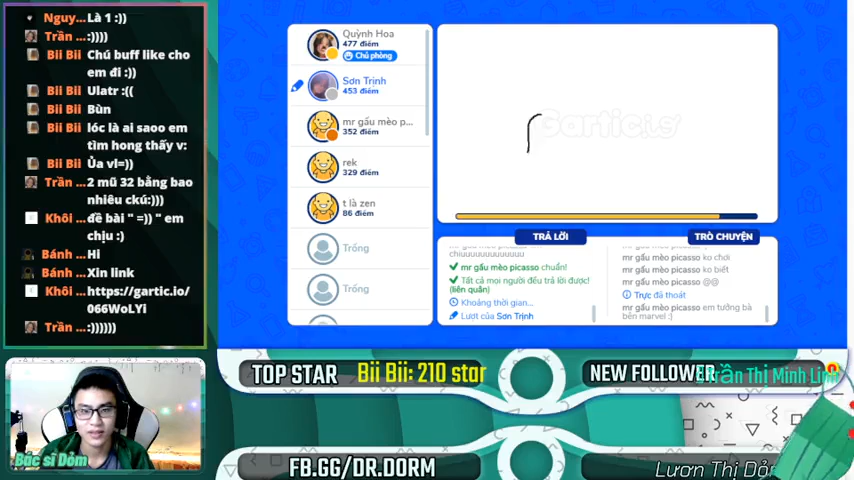 Nguy... Là 1 :))
Trần ... :))))
Bii Bii Chú buff like cho
em đi :))
Bii Bii Ulatr :((
Bii Bii Bùn
Bii Bii lóc là ai saoo em
tìm hong thấy v:
Bii Bii Ủa vl=))
Trần ... 2 mũ 32 bằng bao
nhiêu ckú:)))
Khôi ... đề bài " =)) " em
chịu :)
Bánh ... Hi
Bánh ... Xin link
Khôi ... https://gartic.io/
066WoLYi
Trần ... :))))))
Quỳnh Hoa
477 điểm
Chủ phòng
Sơn Trịnh
453 điểm
mr gấu mèo p...
352 điểm
rek
329 điểm
t là zen
86 điểm
Trống
Trống
Gartic.io
TRẢ LỜI
TRÒ CHUYỆN
chiuuuuuuuuuuuu
mr gấu mèo picasso chuẩn!
Tất cả mọi người đều trả lời được!
(liên quân)
Khoảng thời gian...
Lượt của Sơn Trịnh
mr gấu mèo picasso ko chơi
mr gấu mèo picasso ko biết
mr gấu mèo picasso @@
Trực đã thoát
mr gấu mèo picasso em tưởng bà
bên marvel :)
TOP STAR
Bii Bii: 210 star
NEW FOLLOWER
Trần Thị Minh Linh
Bác sĩ Dỏm
FB.GG/DR.DORM
Lươn Thị Dỏ